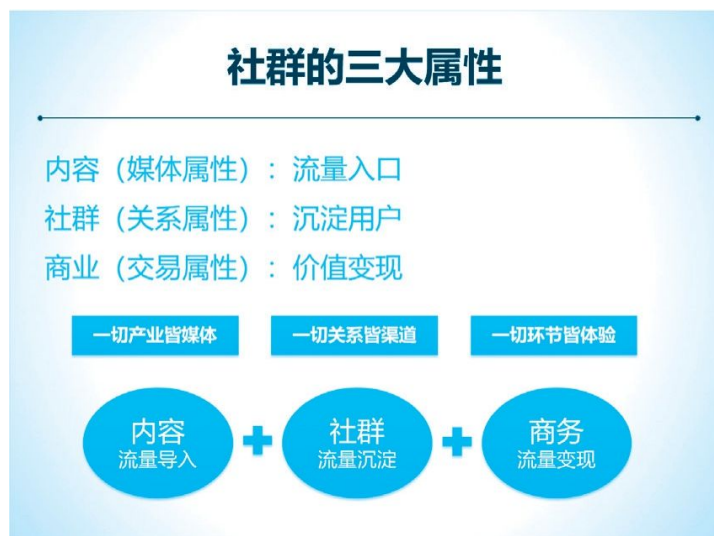 社群的三大属性
内容（媒体属性）：流量入口
社群（关系属性）：沉淀用户
商业（交易属性）：价值变现
一切产业皆媒体
一切关系皆渠道
一切环节皆体验
内容
流量导入
社群
流量沉淀
商务
流量变现